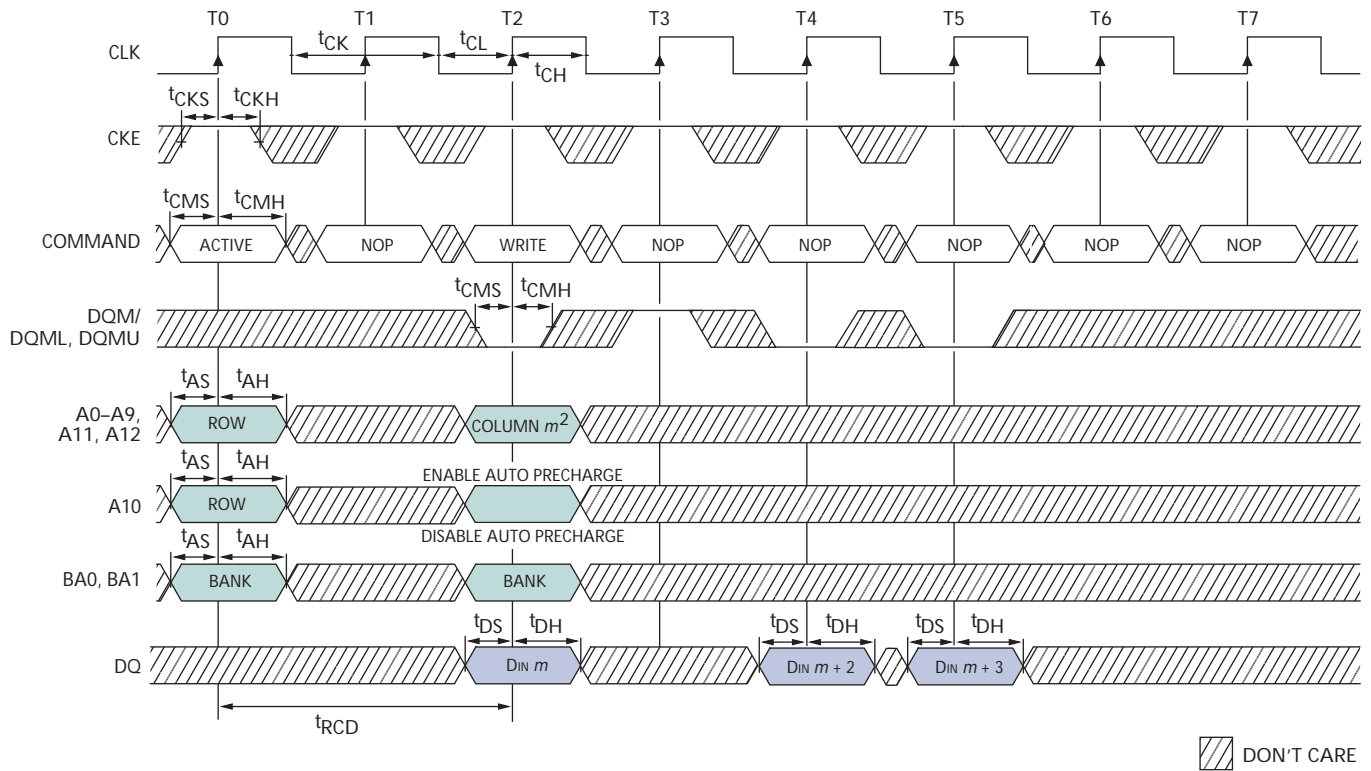 T0 T1 T2 T3 T4 T5 T6 T7
CLK
tCK tCL
tCH
tCKS tCKH
CKE
tCMS tCMH
COMMAND ACTIVE NOP WRITE NOP NOP NOP NOP NOP
tCMS tCMH
DQM/
DQML, DQMU
tAS tAH
A0–A9,
A11, A12
ROW COLUMN m2
tAS tAH
ENABLE AUTO PRECHARGE
A10 ROW
DISABLE AUTO PRECHARGE
tAS tAH
BA0, BA1 BANK BANK
tDS tDH tDS tDH tDS tDH
DQ DIN m DIN m + 2 DIN m + 3
tRCD
DON'T CARE